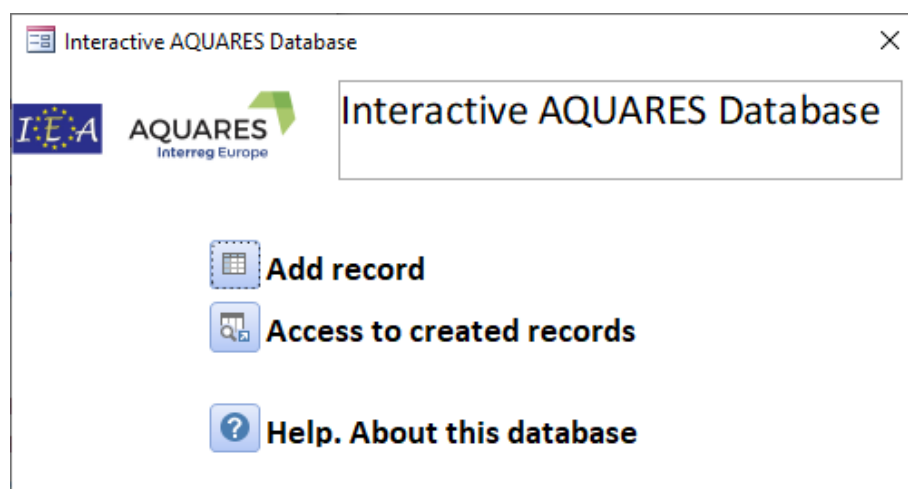 Interactive AQUARES Database
I E A
AQUARES
Interreg Europe
Interactive AQUARES Database
Add record
Access to created records
Help. About this database